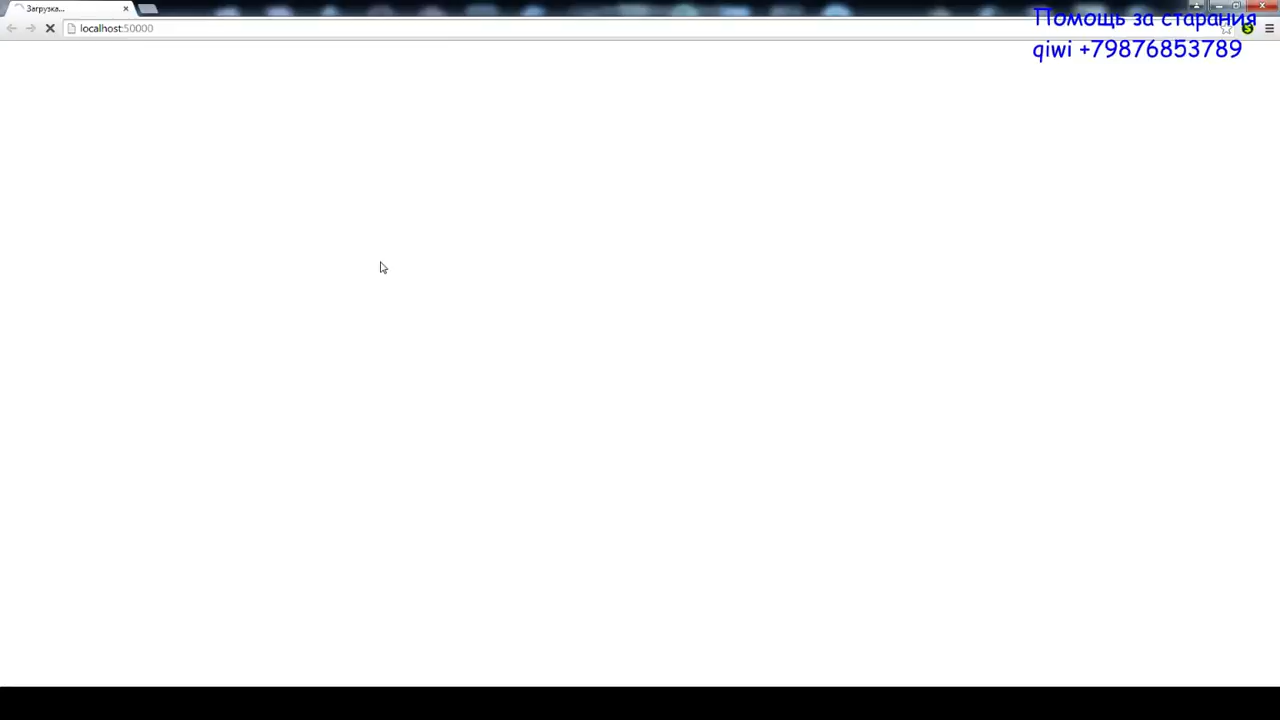 Загрузка...
localhost:50000
Помощь за старания
qiwi +79876853789